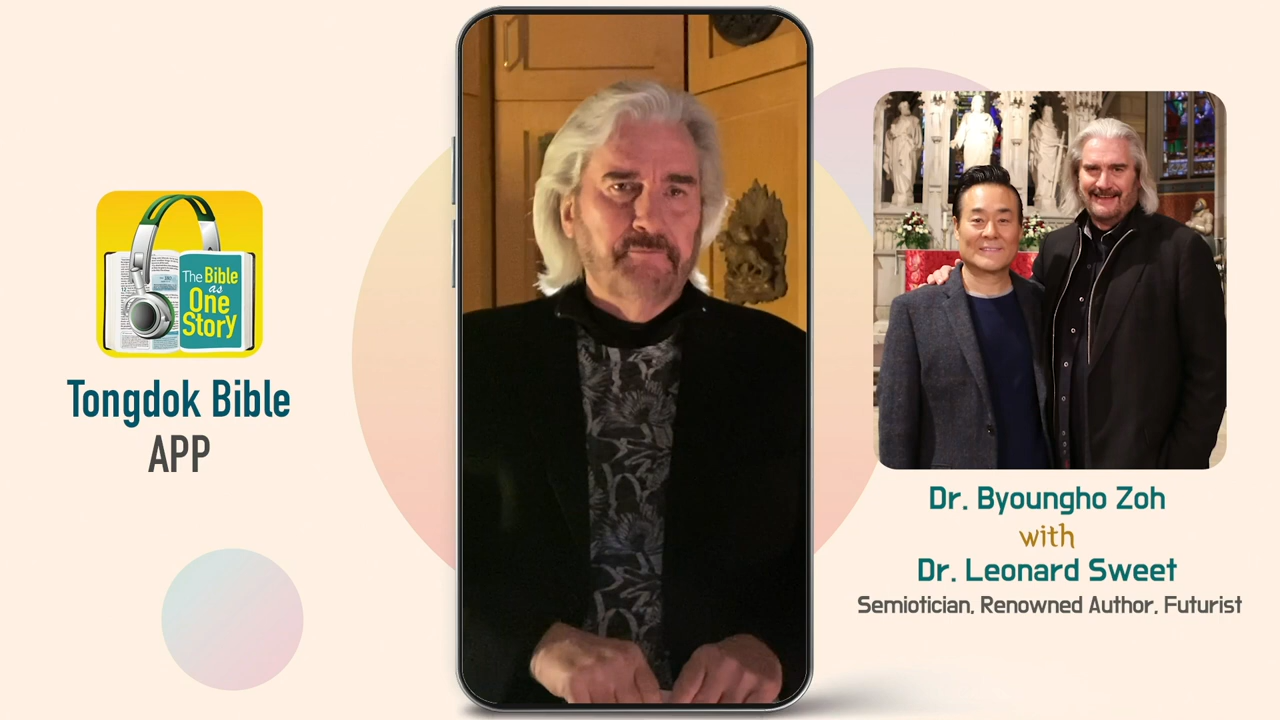 The Bible
as
One
Story
Tongdok Bible
APP
Dr. Byoungho Zoh
with
Dr. Leonard Sweet
Semiotician, Renowned Author, Futurist